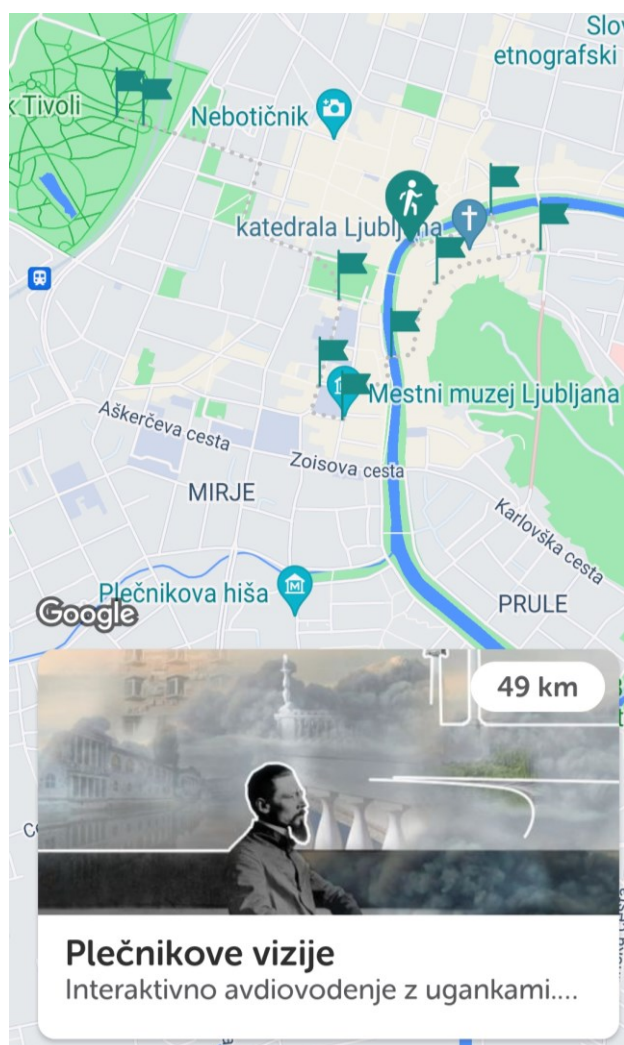 Slov
etnografski
k Tivoli
Nebotičnik
katedrala Ljubljana
Mestni muzej Ljubljana
Aškerčeva cesta
Zoisova cesta
MIRJE
Karlovška cesta
Plečnikova hiša
PRULE
Google
49 km
Plečnikove vizije
Interaktivno avdiovodenje z ugankami....